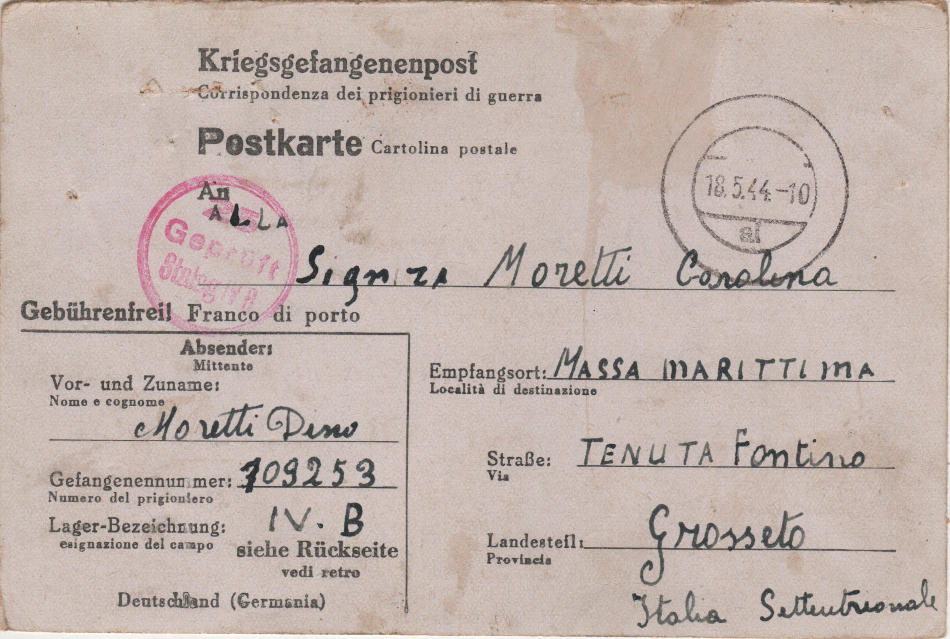 Kriegsgefangenenpost
Corrispondenza dei prigionieri di guerra
Postkarte Cartolina postale
18.5.44.-10
An
ALLA
Geprüft
Stalag IV B
Sign.ra Moretti Carolina
Gebührenfrei! Franco di porto
Absender:
Mittente
Vor- und Zuname:
Nome e cognome
Moretti Dino
Gefangenennummer: 109253
Numero del prigioniero
Lager-Bezeichnung: IV. B
esignazione del campo
siehe Rückseite
vedi retro
Deutschland (Germania)
Empfangsort: MASSA MARITTIMA
Località di destinazione
Straße: TENUTA Fontino
Via
Landesteil: Grosseto
Provincia
Italia Settentrionale